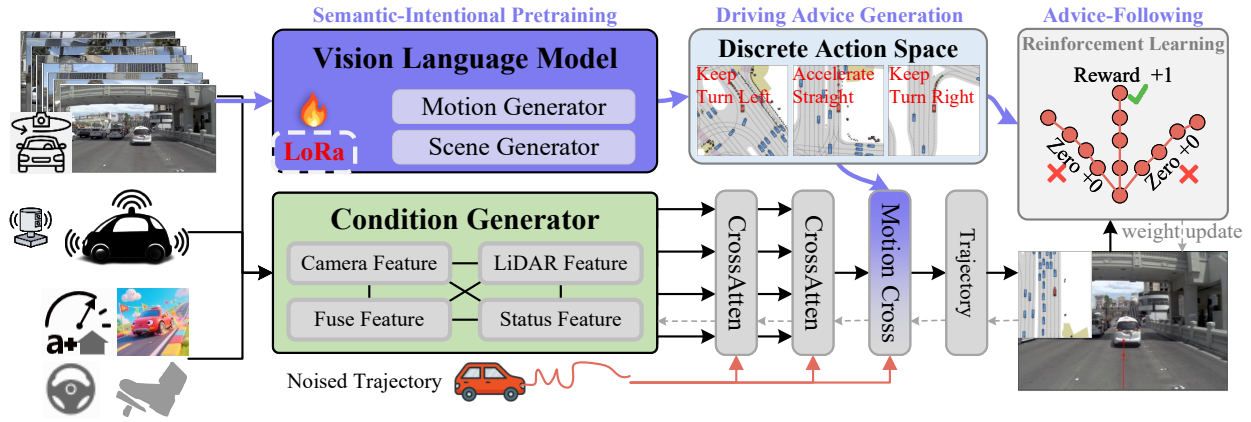 Semantic-Intentional Pretraining
Driving Advice Generation
Advice-Following
Vision Language Model
Motion Generator
Scene Generator
LoRa
Discrete Action Space
Keep
Turn Left
Accelerate
Straight
Keep
Turn Right
Reinforcement Learning
Reward +1
Zero +0
Zero +0
weight update
Condition Generator
Camera Feature
LiDAR Feature
Fuse Feature
Status Feature
CrossAtten
CrossAtten
Motion Cross
Trajectory
a+
Noised Trajectory